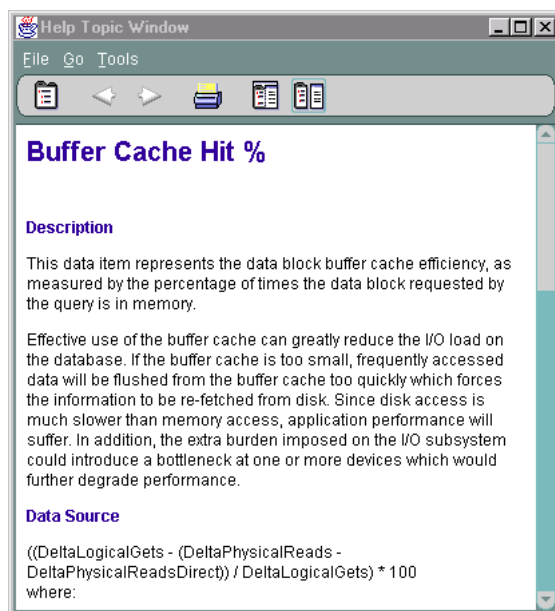 Help Topic Window
File Go Tools
Buffer Cache Hit %
Description
This data item represents the data block buffer cache efficiency, as
measured by the percentage of times the data block requested by
the query is in memory.
Effective use of the buffer cache can greatly reduce the I/O load on
the database. If the buffer cache is too small, frequently accessed
data will be flushed from the buffer cache too quickly which forces
the information to be re-fetched from disk. Since disk access is
much slower than memory access, application performance will
suffer. In addition, the extra burden imposed on the I/O subsystem
could introduce a bottleneck at one or more devices which would
further degrade performance.
Data Source
((DeltaLogicalGets - (DeltaPhysicalReads -
DeltaPhysicalReadsDirect)) / DeltaLogicalGets) * 100
where: